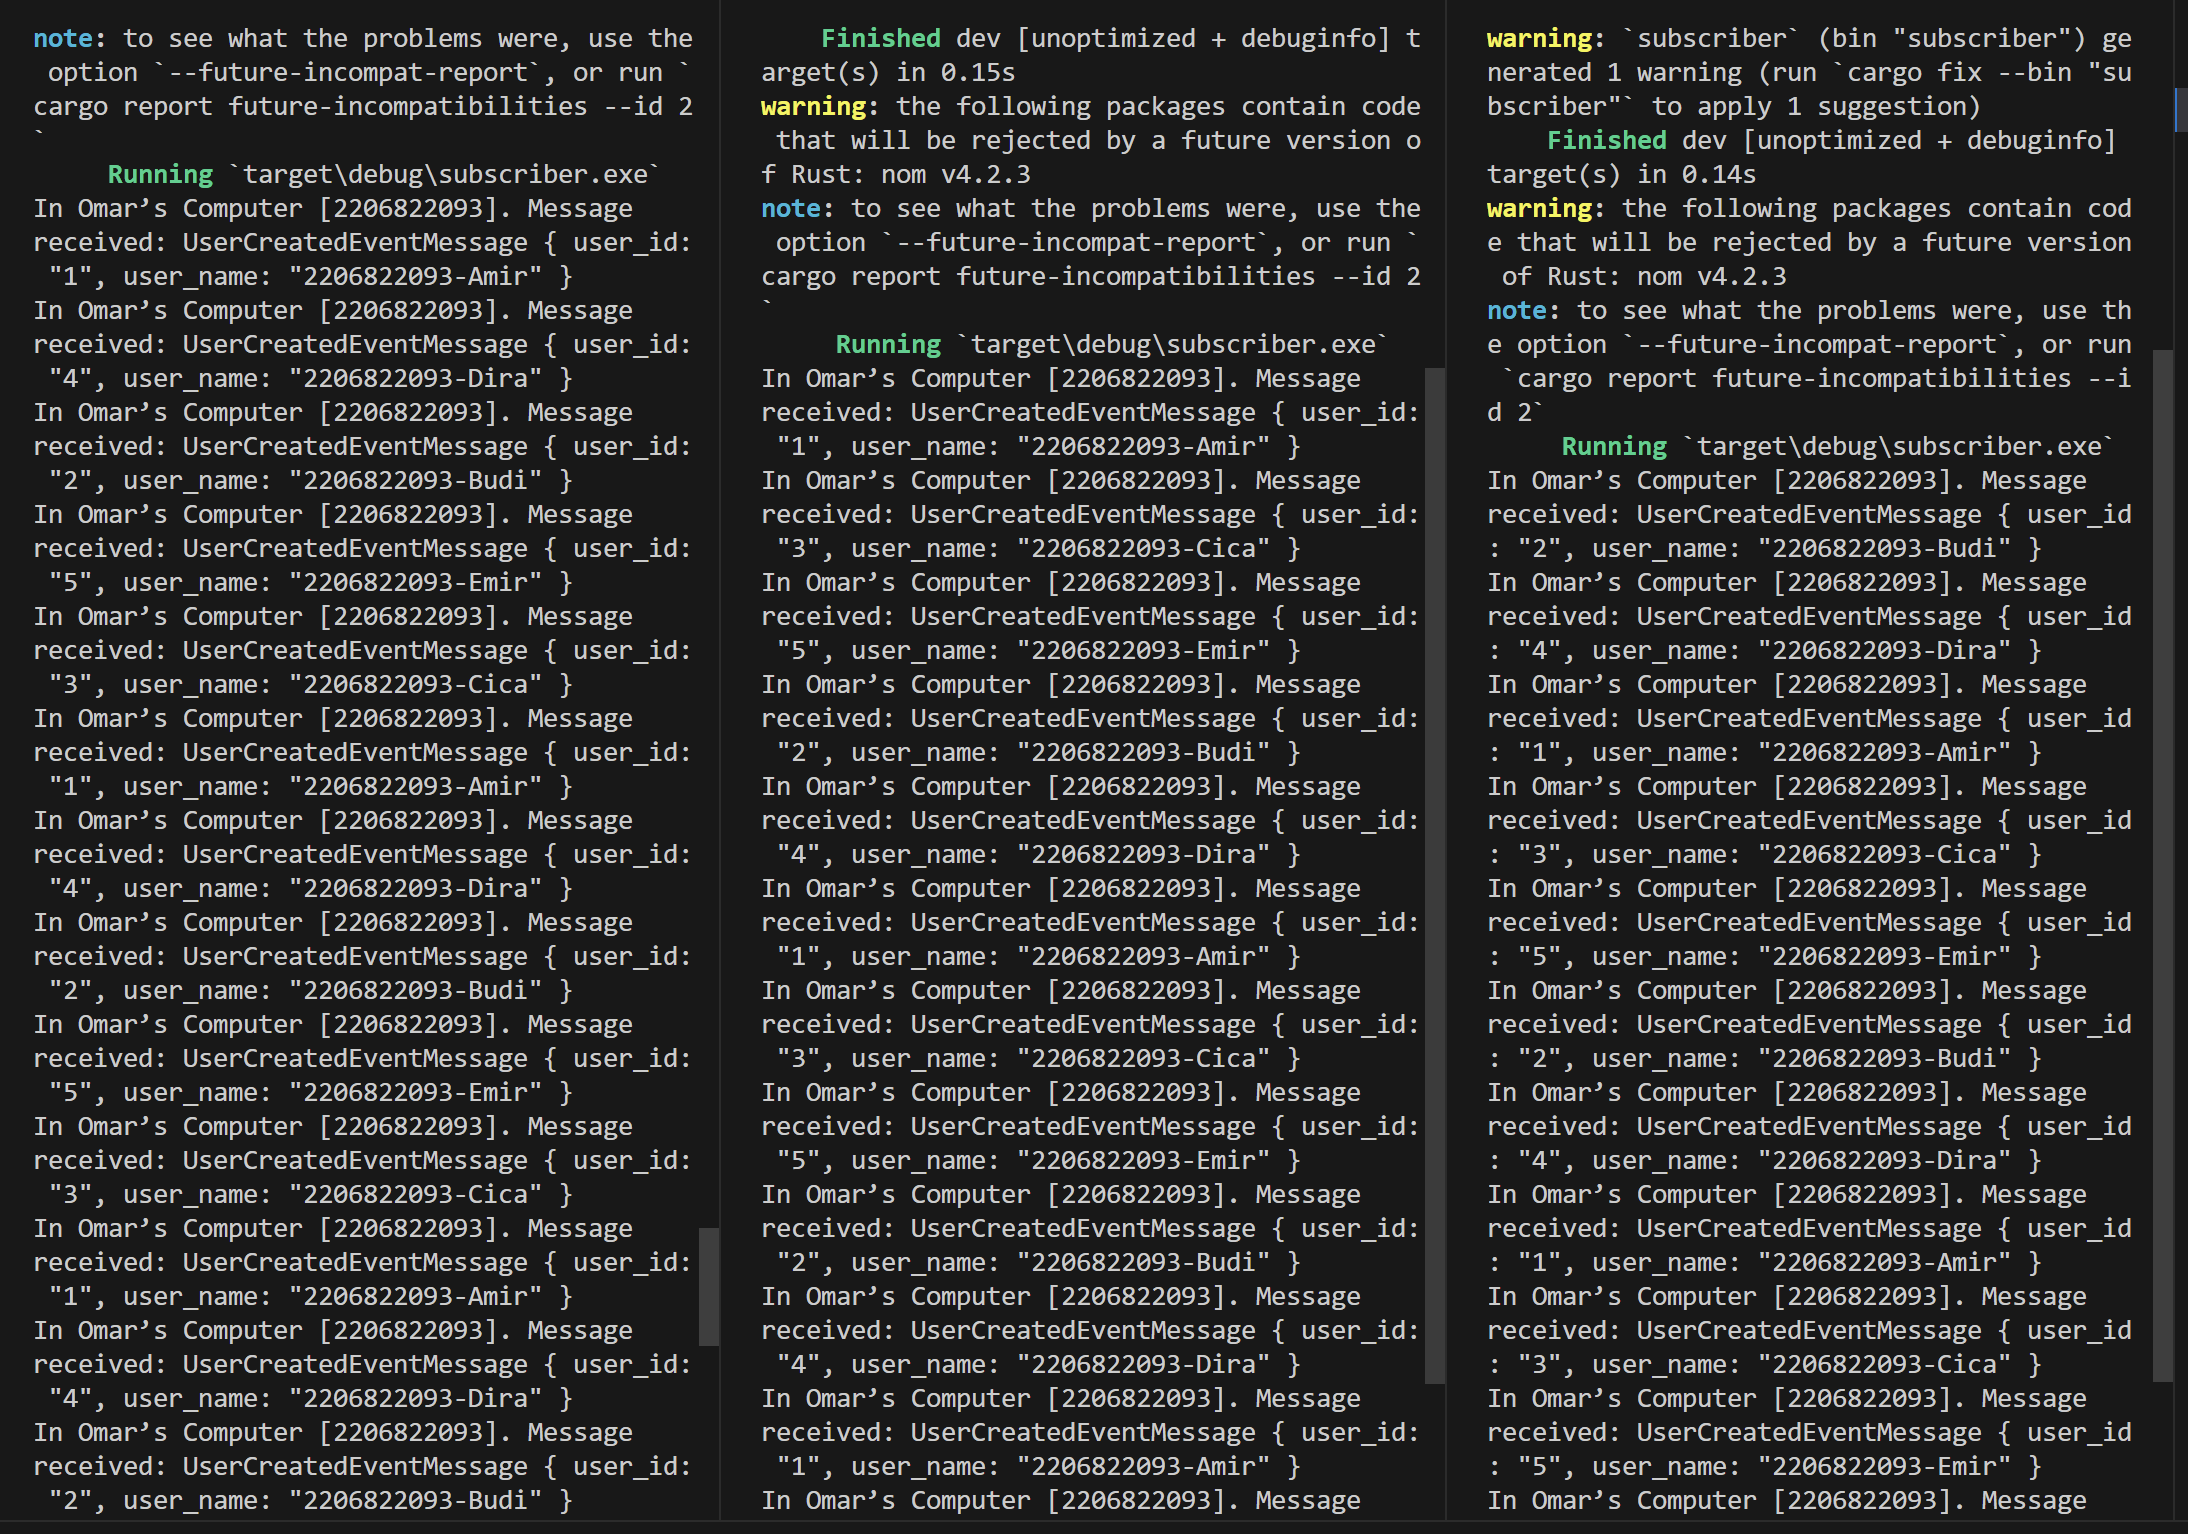 note: to see what the problems were, use the
 option `--future-incompat-report`, or run `
cargo report future-incompatibilities --id 2
`
     Running `target\debug\subscriber.exe`
In Omar’s Computer [2206822093]. Message
received: UserCreatedEventMessage { user_id:
 "1", user_name: "2206822093-Amir" }
In Omar’s Computer [2206822093]. Message
received: UserCreatedEventMessage { user_id:
 "4", user_name: "2206822093-Dira" }
In Omar’s Computer [2206822093]. Message
received: UserCreatedEventMessage { user_id:
 "2", user_name: "2206822093-Budi" }
In Omar’s Computer [2206822093]. Message
received: UserCreatedEventMessage { user_id:
 "5", user_name: "2206822093-Emir" }
In Omar’s Computer [2206822093]. Message
received: UserCreatedEventMessage { user_id:
 "3", user_name: "2206822093-Cica" }
In Omar’s Computer [2206822093]. Message
received: UserCreatedEventMessage { user_id:
 "1", user_name: "2206822093-Amir" }
In Omar’s Computer [2206822093]. Message
received: UserCreatedEventMessage { user_id:
 "4", user_name: "2206822093-Dira" }
In Omar’s Computer [2206822093]. Message
received: UserCreatedEventMessage { user_id:
 "2", user_name: "2206822093-Budi" }
In Omar’s Computer [2206822093]. Message
received: UserCreatedEventMessage { user_id:
 "5", user_name: "2206822093-Emir" }
In Omar’s Computer [2206822093]. Message
received: UserCreatedEventMessage { user_id:
 "3", user_name: "2206822093-Cica" }
In Omar’s Computer [2206822093]. Message
received: UserCreatedEventMessage { user_id:
 "1", user_name: "2206822093-Amir" }
In Omar’s Computer [2206822093]. Message
received: UserCreatedEventMessage { user_id:
 "4", user_name: "2206822093-Dira" }
In Omar’s Computer [2206822093]. Message
received: UserCreatedEventMessage { user_id:
 "2", user_name: "2206822093-Budi" }
    Finished dev [unoptimized + debuginfo] t
arget(s) in 0.15s
warning: the following packages contain code
 that will be rejected by a future version o
f Rust: nom v4.2.3
note: to see what the problems were, use the
 option `--future-incompat-report`, or run `
cargo report future-incompatibilities --id 2
`
     Running `target\debug\subscriber.exe`
In Omar’s Computer [2206822093]. Message
received: UserCreatedEventMessage { user_id:
 "1", user_name: "2206822093-Amir" }
In Omar’s Computer [2206822093]. Message
received: UserCreatedEventMessage { user_id:
 "3", user_name: "2206822093-Cica" }
In Omar’s Computer [2206822093]. Message
received: UserCreatedEventMessage { user_id:
 "5", user_name: "2206822093-Emir" }
In Omar’s Computer [2206822093]. Message
received: UserCreatedEventMessage { user_id:
 "2", user_name: "2206822093-Budi" }
In Omar’s Computer [2206822093]. Message
received: UserCreatedEventMessage { user_id:
 "4", user_name: "2206822093-Dira" }
In Omar’s Computer [2206822093]. Message
received: UserCreatedEventMessage { user_id:
 "1", user_name: "2206822093-Amir" }
In Omar’s Computer [2206822093]. Message
received: UserCreatedEventMessage { user_id:
 "3", user_name: "2206822093-Cica" }
In Omar’s Computer [2206822093]. Message
received: UserCreatedEventMessage { user_id:
 "5", user_name: "2206822093-Emir" }
In Omar’s Computer [2206822093]. Message
received: UserCreatedEventMessage { user_id:
 "2", user_name: "2206822093-Budi" }
In Omar’s Computer [2206822093]. Message
received: UserCreatedEventMessage { user_id:
 "4", user_name: "2206822093-Dira" }
In Omar’s Computer [2206822093]. Message
received: UserCreatedEventMessage { user_id:
 "1", user_name: "2206822093-Amir" }
In Omar’s Computer [2206822093]. Message
warning: `subscriber` (bin "subscriber") ge
nerated 1 warning (run `cargo fix --bin "su
bscriber"` to apply 1 suggestion)
    Finished dev [unoptimized + debuginfo]
target(s) in 0.14s
warning: the following packages contain cod
e that will be rejected by a future version
 of Rust: nom v4.2.3
note: to see what the problems were, use th
e option `--future-incompat-report`, or run
 `cargo report future-incompatibilities --i
d 2`
     Running `target\debug\subscriber.exe`
In Omar’s Computer [2206822093]. Message
received: UserCreatedEventMessage { user_id
: "2", user_name: "2206822093-Budi" }
In Omar’s Computer [2206822093]. Message
received: UserCreatedEventMessage { user_id
: "4", user_name: "2206822093-Dira" }
In Omar’s Computer [2206822093]. Message
received: UserCreatedEventMessage { user_id
: "1", user_name: "2206822093-Amir" }
In Omar’s Computer [2206822093]. Message
received: UserCreatedEventMessage { user_id
: "3", user_name: "2206822093-Cica" }
In Omar’s Computer [2206822093]. Message
received: UserCreatedEventMessage { user_id
: "5", user_name: "2206822093-Emir" }
In Omar’s Computer [2206822093]. Message
received: UserCreatedEventMessage { user_id
: "2", user_name: "2206822093-Budi" }
In Omar’s Computer [2206822093]. Message
received: UserCreatedEventMessage { user_id
: "4", user_name: "2206822093-Dira" }
In Omar’s Computer [2206822093]. Message
received: UserCreatedEventMessage { user_id
: "1", user_name: "2206822093-Amir" }
In Omar’s Computer [2206822093]. Message
received: UserCreatedEventMessage { user_id
: "3", user_name: "2206822093-Cica" }
In Omar’s Computer [2206822093]. Message
received: UserCreatedEventMessage { user_id
: "5", user_name: "2206822093-Emir" }
In Omar’s Computer [2206822093]. Message